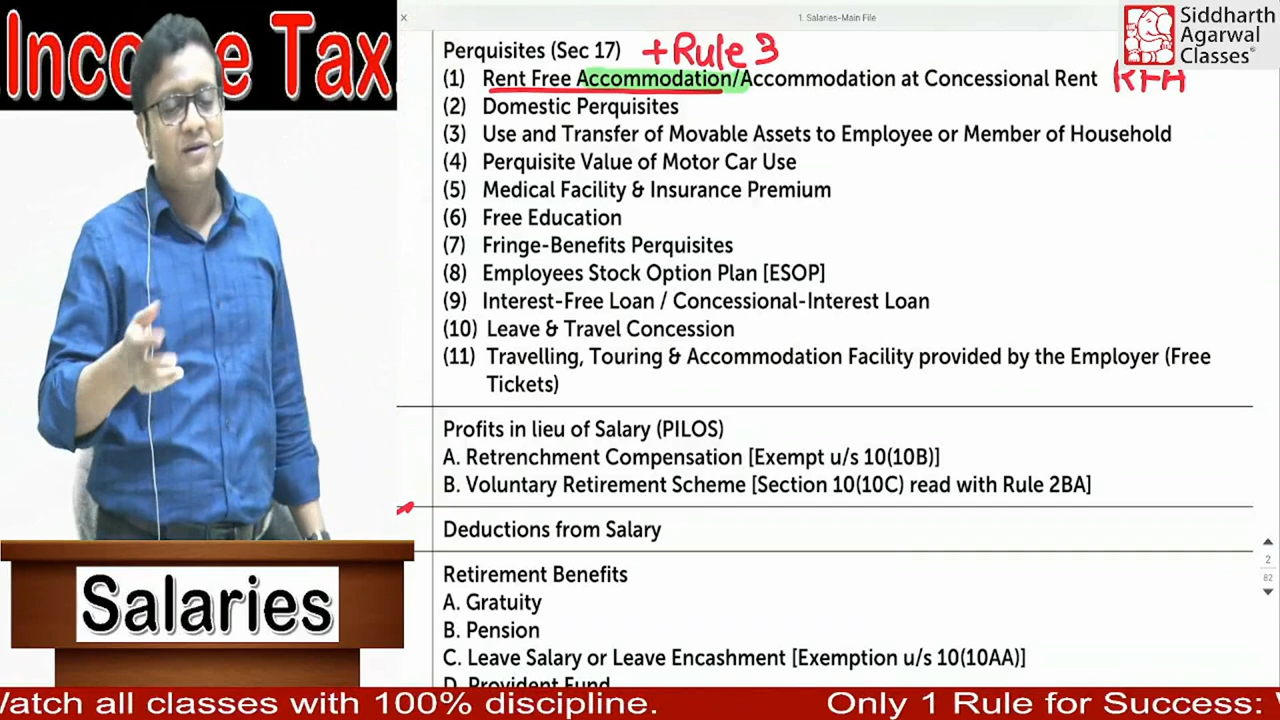 Income Tax
1. Salaries-Main File
Siddharth
Agarwal
Classes
Perquisites (Sec 17) +Rule 3
(1) Rent Free Accommodation/Accommodation at Concessional Rent RFA
(2) Domestic Perquisites
(3) Use and Transfer of Movable Assets to Employee or Member of Household
(4) Perquisite Value of Motor Car Use
(5) Medical Facility & Insurance Premium
(6) Free Education
(7) Fringe-Benefits Perquisites
(8) Employees Stock Option Plan [ESOP]
(9) Interest-Free Loan / Concessional-Interest Loan
(10) Leave & Travel Concession
(11) Travelling, Touring & Accommodation Facility provided by the Employer (Free
Tickets)
Profits in lieu of Salary (PILOS)
A. Retrenchment Compensation [Exempt u/s 10(10B)]
B. Voluntary Retirement Scheme [Section 10(10C) read with Rule 2BA]
Deductions from Salary
Retirement Benefits
A. Gratuity
B. Pension
C. Leave Salary or Leave Encashment [Exemption u/s 10(10AA)]
D. Provident Fund
2
82
Salaries
Watch all classes with 100% discipline. Only 1 Rule for Success: